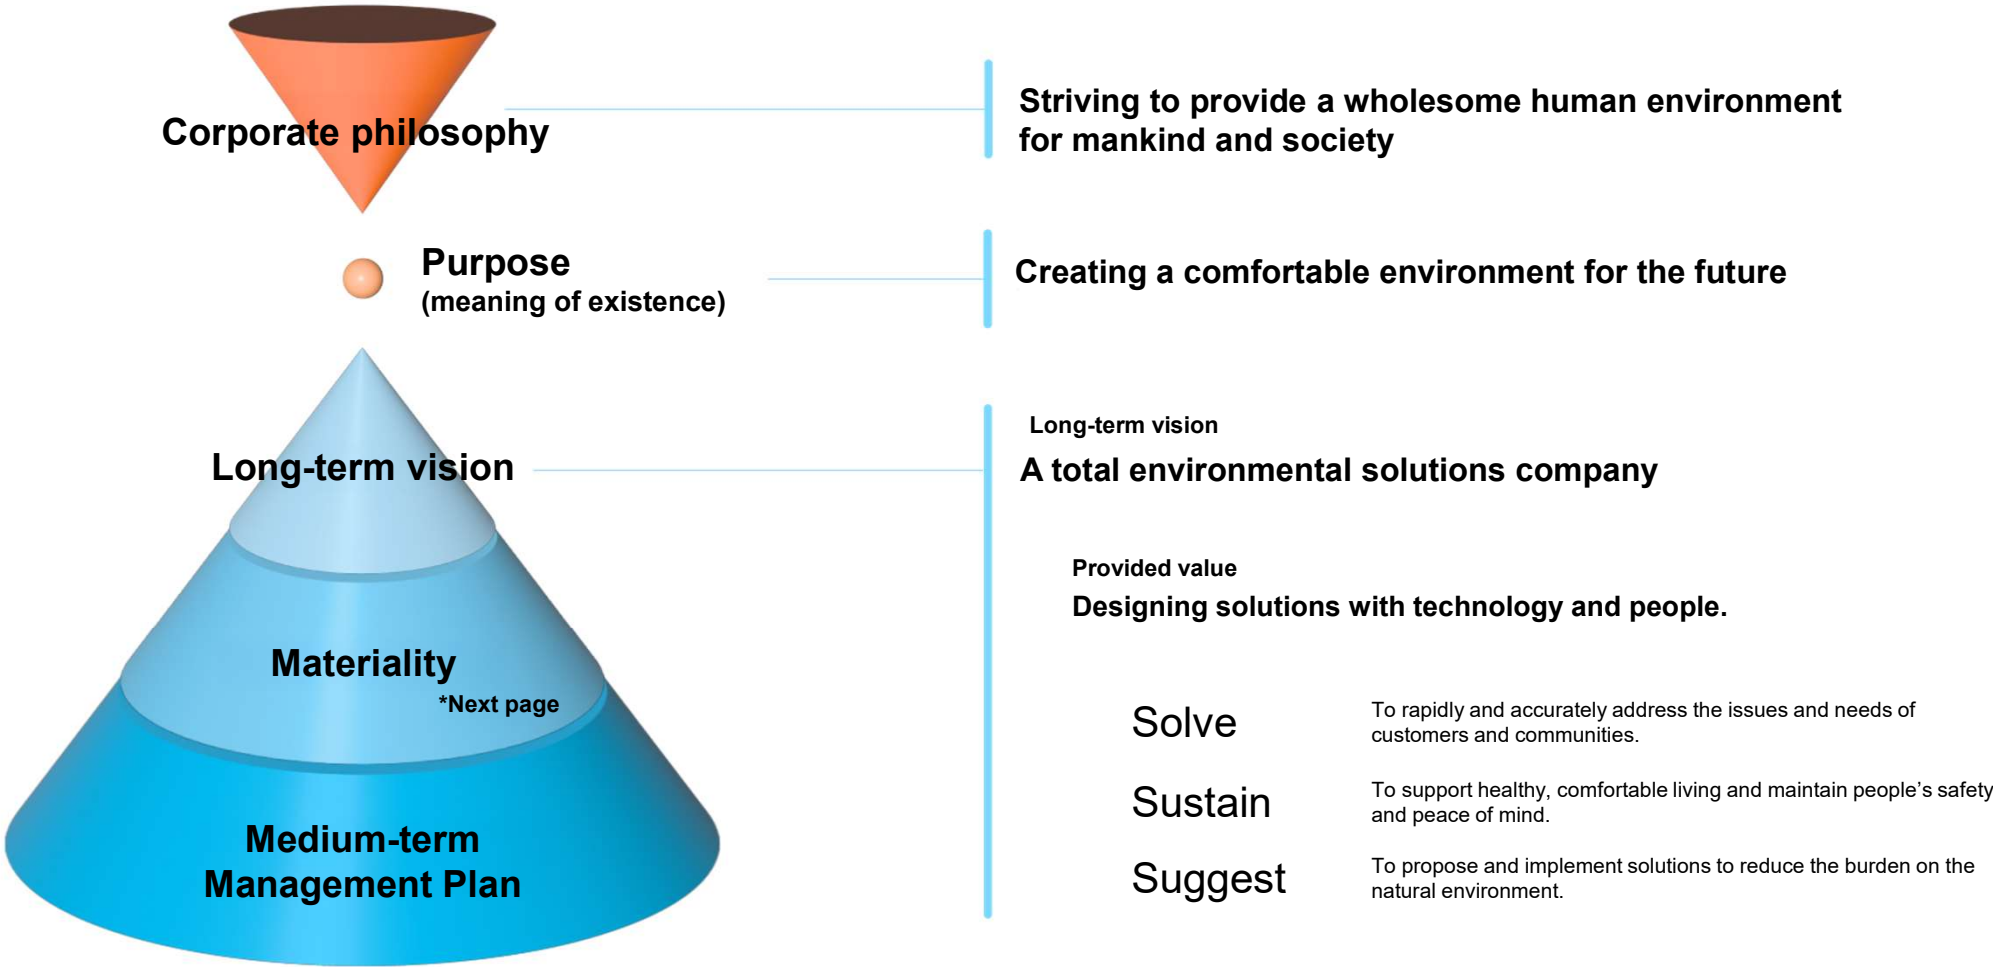 Corporate philosophy
Striving to provide a wholesome human environment
for mankind and society
Purpose
(meaning of existence)
Creating a comfortable environment for the future
Long-term vision
Long-term vision
A total environmental solutions company
Provided value
Designing solutions with technology and people.
Materiality
*Next page
Solve
To rapidly and accurately address the issues and needs of
customers and communities.
Sustain
To support healthy, comfortable living and maintain people’s safety
and peace of mind.
Suggest
To propose and implement solutions to reduce the burden on the
natural environment.
Medium-term
Management Plan